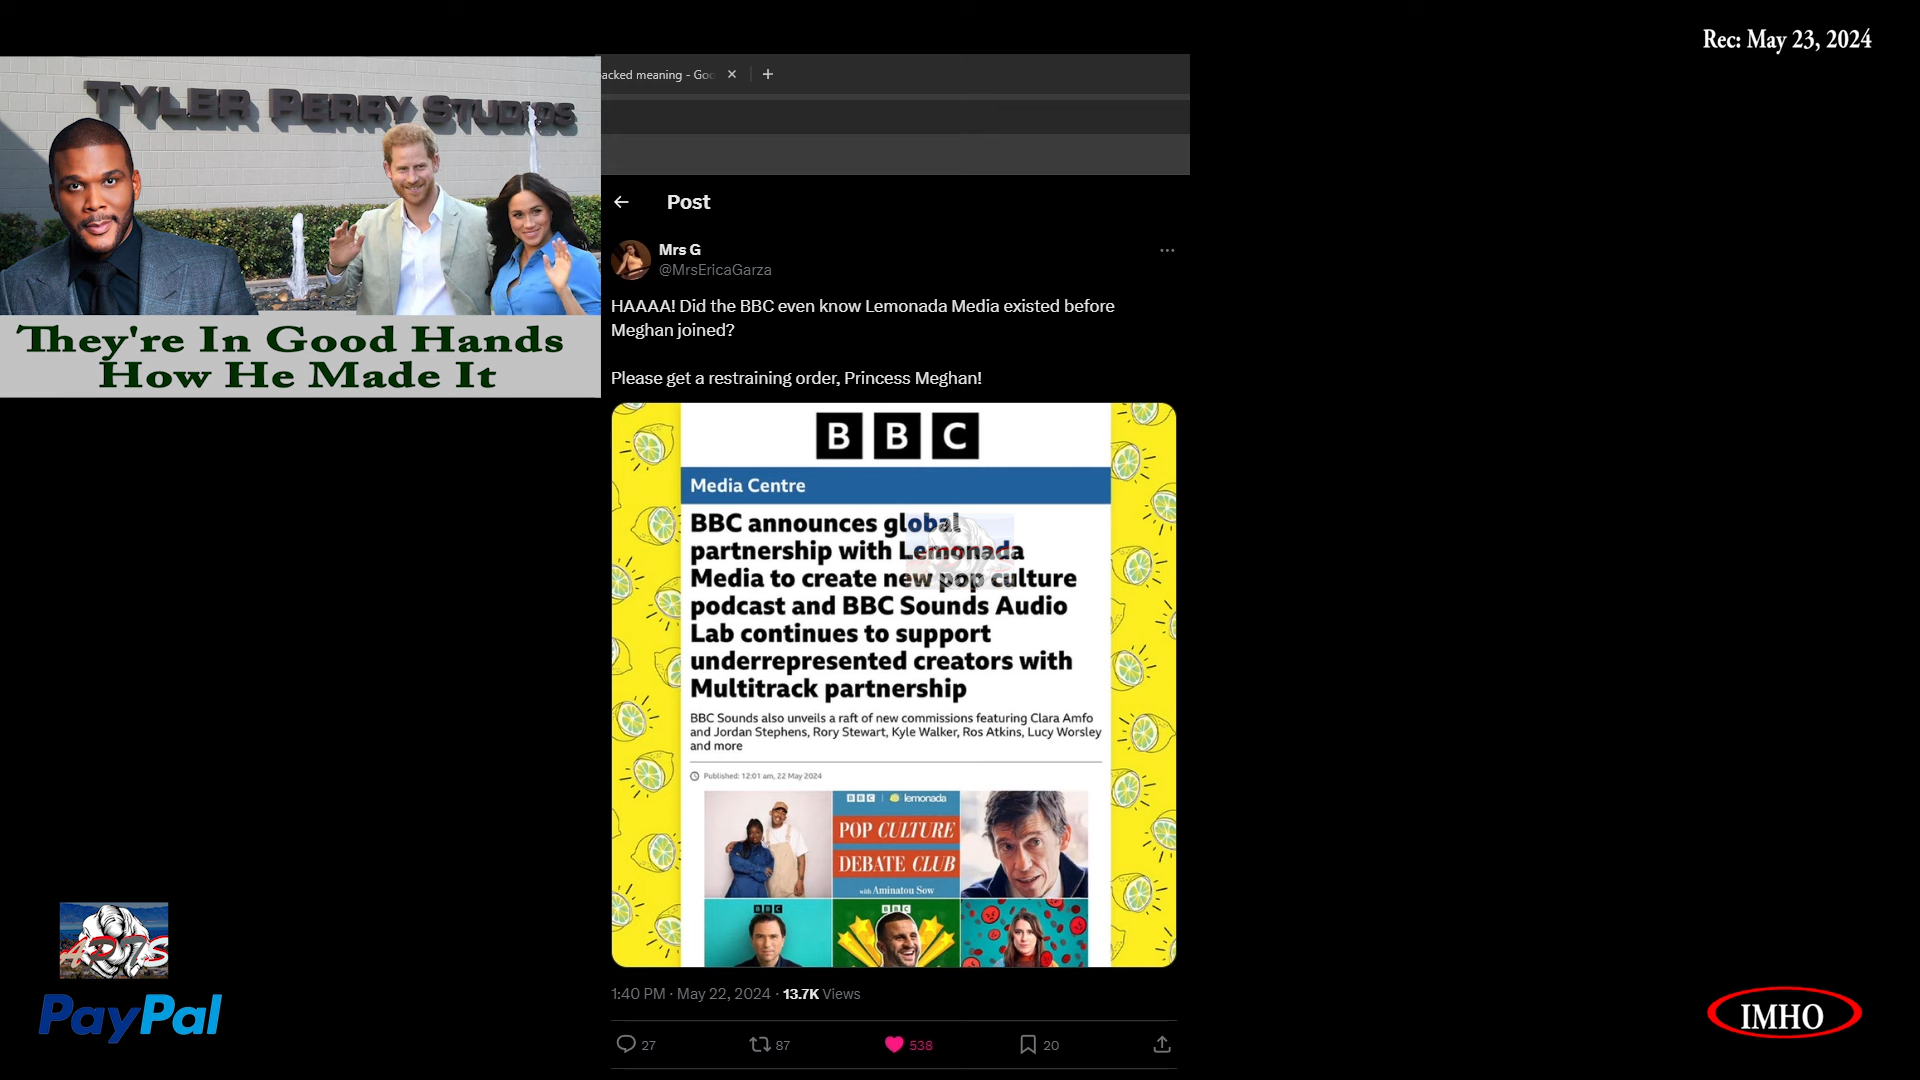 Rec: May 23, 2024
TYLER PERRY STUDIOS
They're In Good Hands
How He Made It
acked meaning - Goo
Post
Mrs G
@MrsEricaGarza
HAAAA! Did the BBC even know Lemonada Media existed before
Meghan joined?
Please get a restraining order, Princess Meghan!
BBC
Media Centre
BBC announces global
partnership with Lemonada
Media to create new pop culture
podcast and BBC Sounds Audio
Lab continues to support
underrepresented creators with
Multitrack partnership
BBC Sounds also unveils a raft of new commissions featuring Clara Amfo
and Jordan Stephens, Rory Stewart, Kyle Walker, Ros Atkins, Lucy Worsley
and more
Published: 12:01 am, 22 May 2024
BBC lemonada
POP CULTURE
DEBATE CLUB
with Aminatou Sow
BBC
BBC
1:40 PM · May 22, 2024 · 13.7K Views
27
87
538
20
PayPal
IMHO